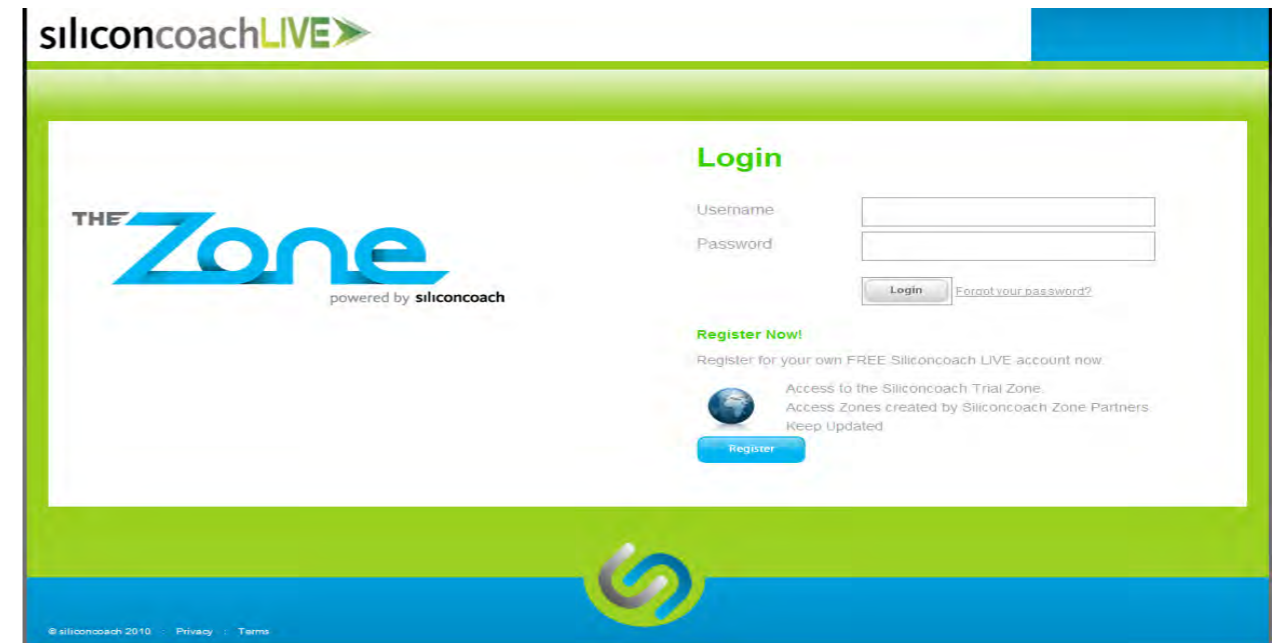 sılıconcoachLIVE
THE Zone
powered by sılıconcoach
Login
Username
Password
Login Forgot your password?
Register Now!
Register for your own FREE Siliconcoach LIVE account now.
Access to the Siliconcoach Trial Zone.
Access Zones created by Siliconcoach Zone Partners
Keep Updated
Register
© siliconcoach 2010 : Privacy : Terms